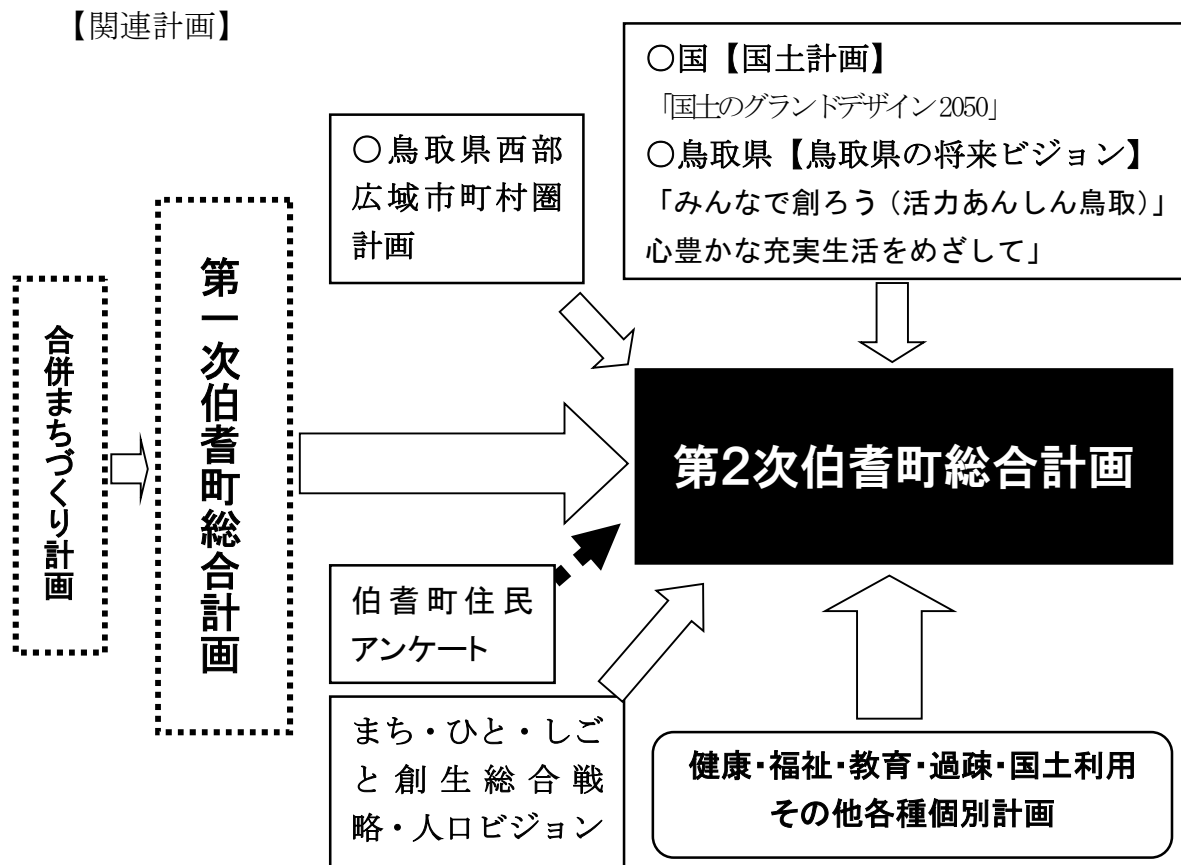 【関連計画】
○国【国土計画】
「国土のグランドデザイン2050」
○鳥取県【鳥取県の将来ビジョン】
「みんなで創ろう（活力あんしん鳥取）」
心豊かな充実生活をめざして」
○鳥取県西部
広域市町村圏
計画
合併まちづくり計画
第一次伯耆町総合計画
第2次伯耆町総合計画
伯耆町住民
アンケート
まち・ひと・しご
と創生総合戦
略・人口ビジョン
健康・福祉・教育・過疎・国土利用
その他各種個別計画